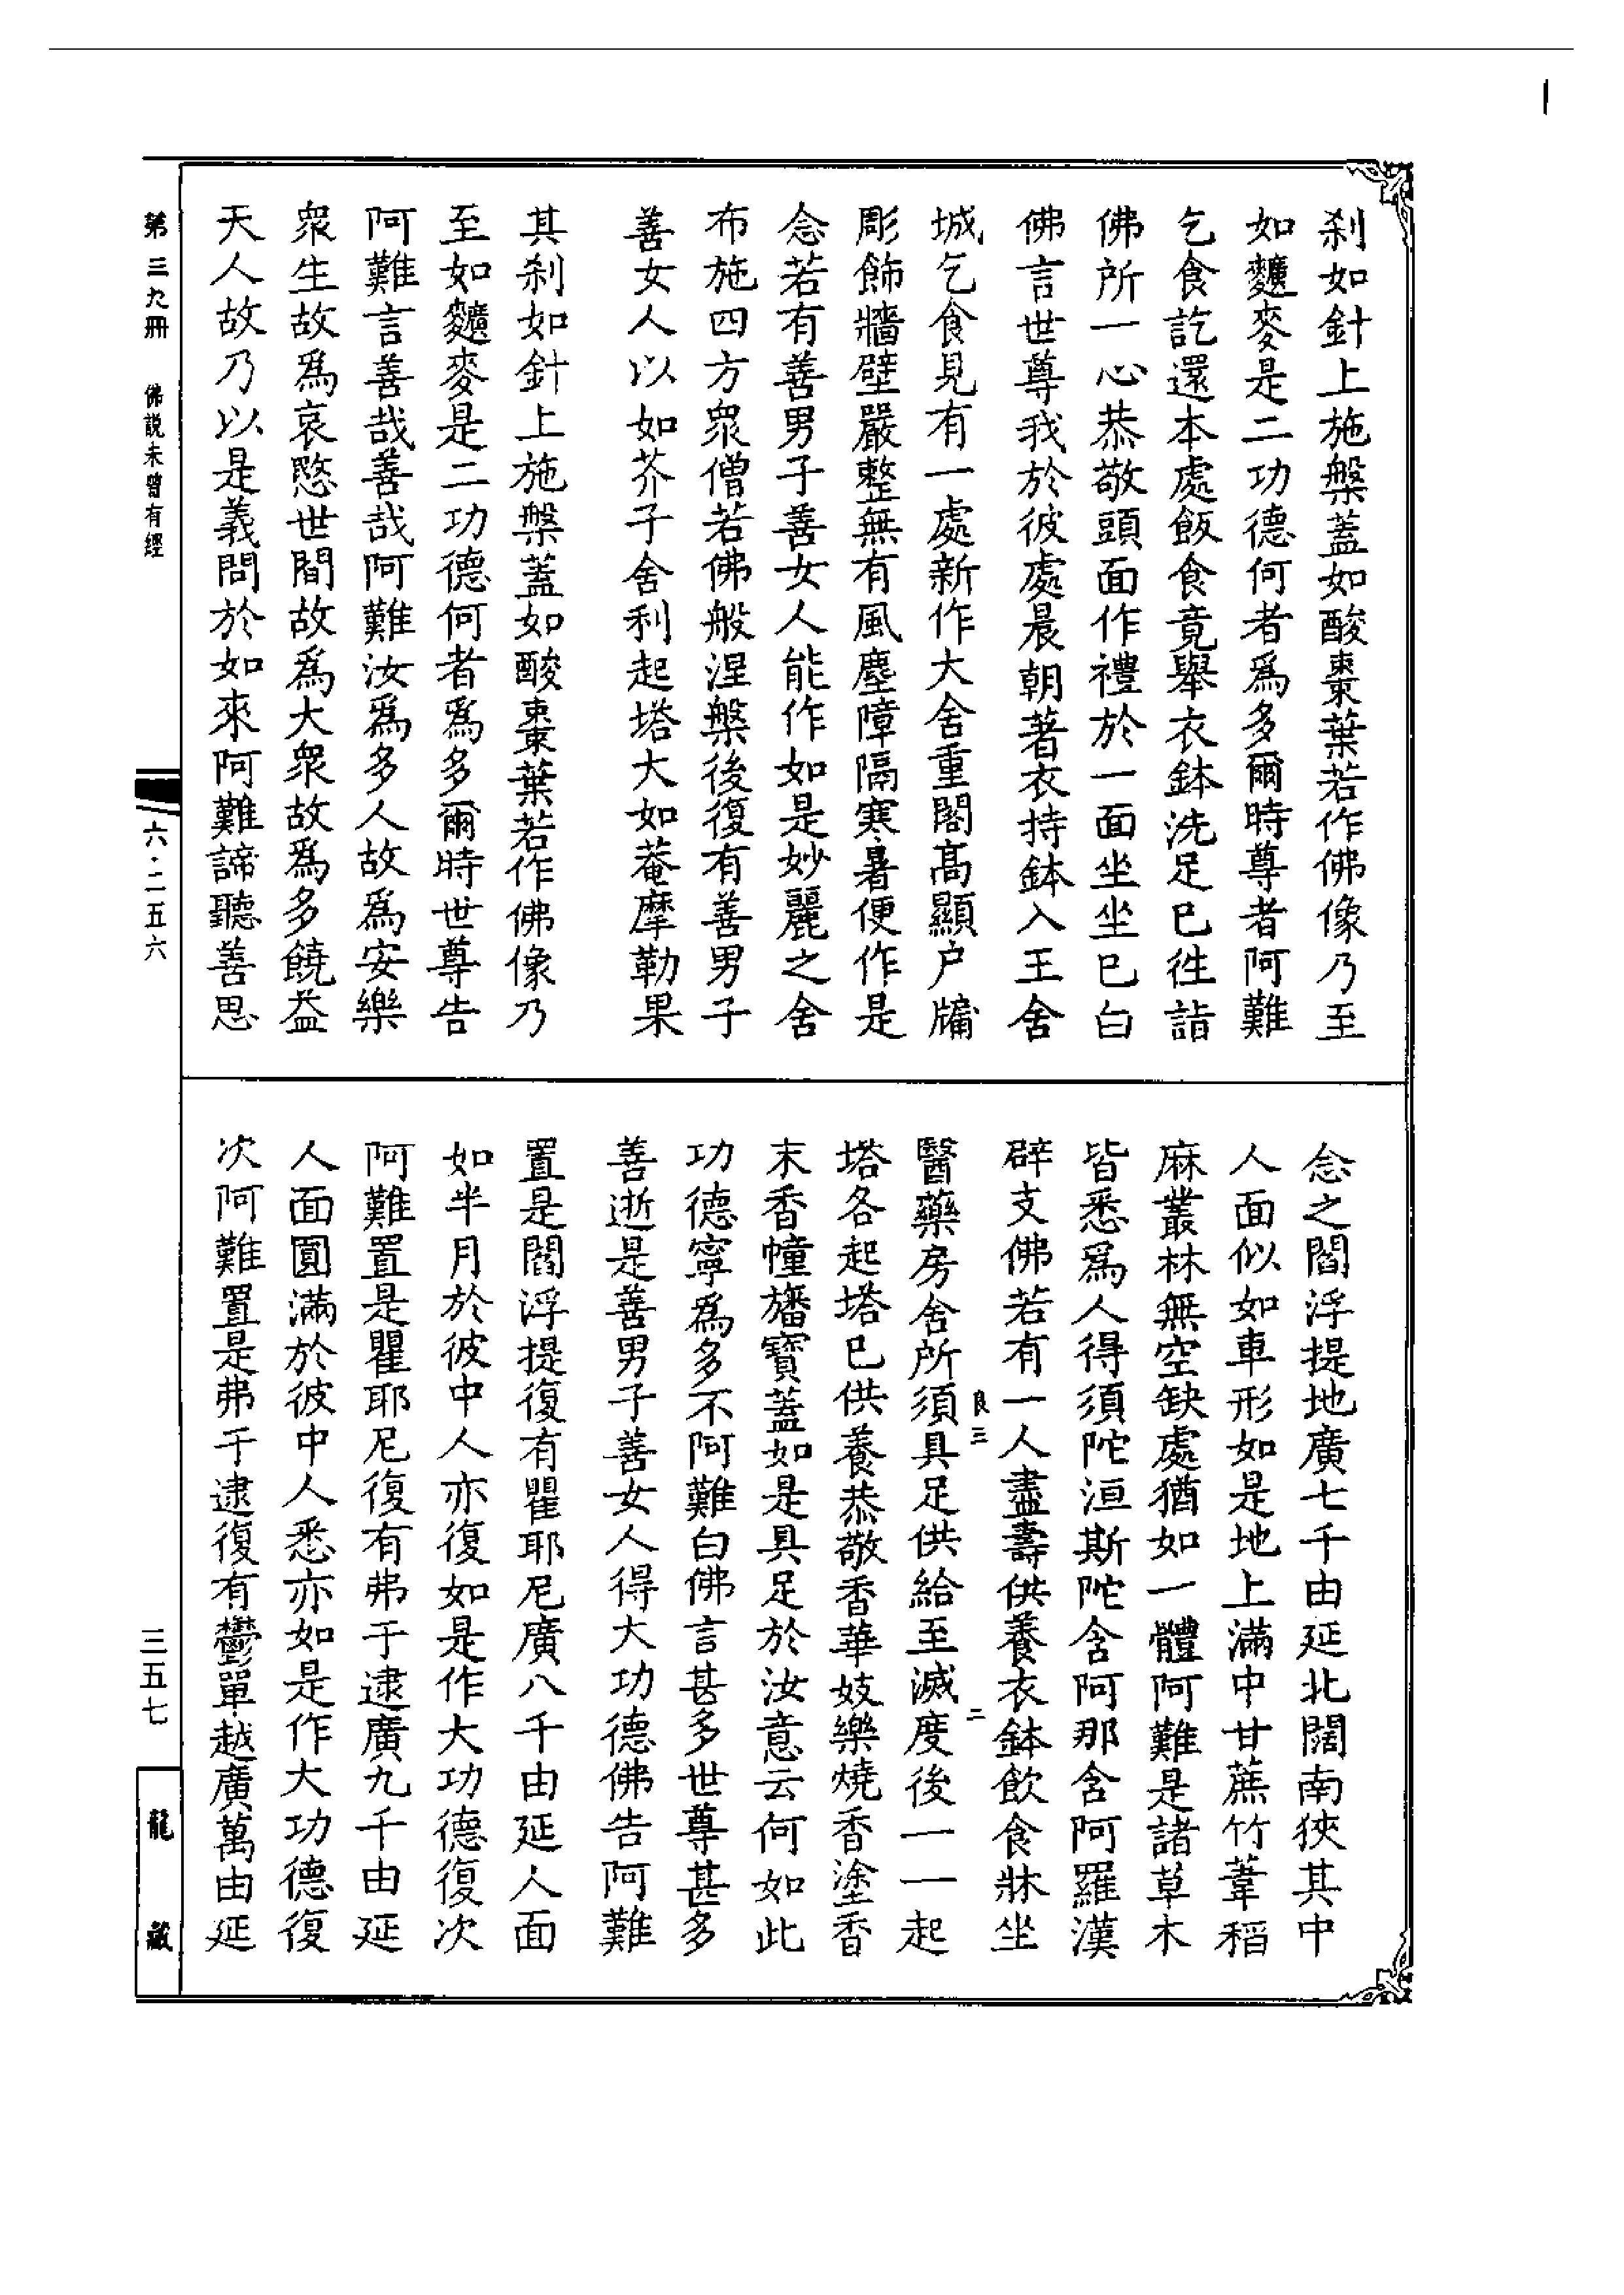 刹如針上施槃蓋如酸棗葉若作佛像乃至
如𪍿麥是二功德何者爲多爾時尊者阿難
乞食訖還本處飯食竟舉衣鉢洗足已往詣
佛所一心恭敬頭面作禮於一面坐坐已白
佛言世尊我於彼處晨朝著衣持鉢入王舍
城乞食見有一處新作大舍重閣高顯户牖
彫飾牆壁嚴整無有風塵障隔寒暑便作是
念若有善男子善女人能作如是妙麗之舍
布施四方衆僧若佛般涅槃後復有善男子
善女人以如芥子舍利起塔大如菴摩勒果
其刹如針上施槃蓋如酸棗葉若作佛像乃
至如𪍿麥是二功德何者爲多爾時世尊告
阿難言善哉善哉阿難汝爲多人故爲安樂
衆生故爲哀愍世間故爲大衆故爲多饒益
天人故乃以是義問於如來阿難諦聽善思
念之閻浮提地廣七千由延北闊南狹其中
人面似如車形如是地上滿中甘蔗竹葦稻
麻叢林無空缺處猶如一體阿難是諸草木
皆悉爲人得須陀洹斯陀含阿那含阿羅漢
辟支佛若有一人盡壽供養衣鉢飲食牀坐
醫藥房舍所須具足供給至滅度後一一起
塔各起塔已供養恭敬香華妓樂燒香塗香
末香幢旛寶蓋如是具足於汝意云何如此
功德寧爲多不阿難白佛言甚多世尊甚多
善逝是善男子善女人得大功德佛告阿難
置是閻浮提復有瞿耶尼廣八千由延人面
如半月於彼中人亦復如是作大功德復次
阿難置是瞿耶尼復有弗于逮廣九千由延
人面圓滿於彼中人悉亦如是作大功德復
次阿難置是弗于逮復有鬱單越廣萬由延
良三
二
第三九冊 佛説未曾有經
六·二五六
三五七
龍藏